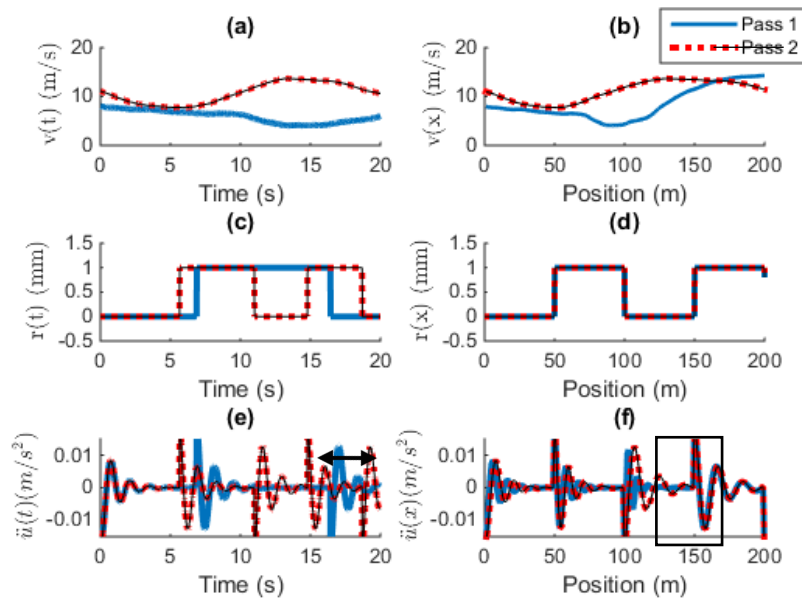 Pass 1
Pass 2
(a)
v(t) (m/s)
20
10
0
0 5 10 15 20
Time (s)
(b)
v(x) (m/s)
20
10
0
0 50 100 150 200
Position (m)
(c)
r(t) (mm)
1.5
1
0.5
0
-0.5
0 5 10 15 20
Time (s)
(d)
r(x) (mm)
1.5
1
0.5
0
-0.5
0 50 100 150 200
Position (m)
(e)
ü(t)(m/s²)
0.01
0
-0.01
0 5 10 15 20
Time (s)
(f)
ü(x)(m/s²)
0.01
0
-0.01
0 50 100 150 200
Position (m)